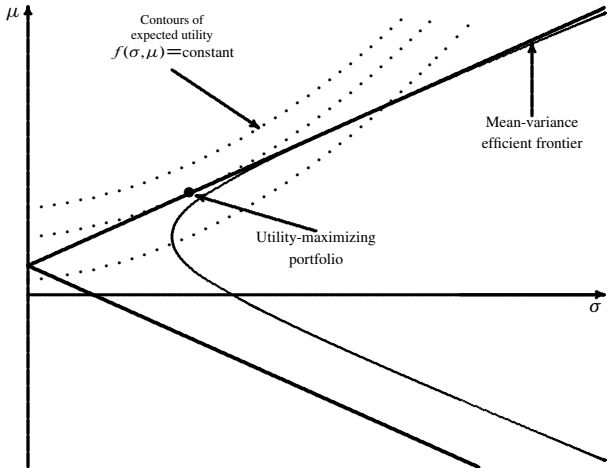 μ
Contours of
expected utility
f(σ,μ)=constant
Mean-variance
efficient frontier
Utility-maximizing
portfolio
σ